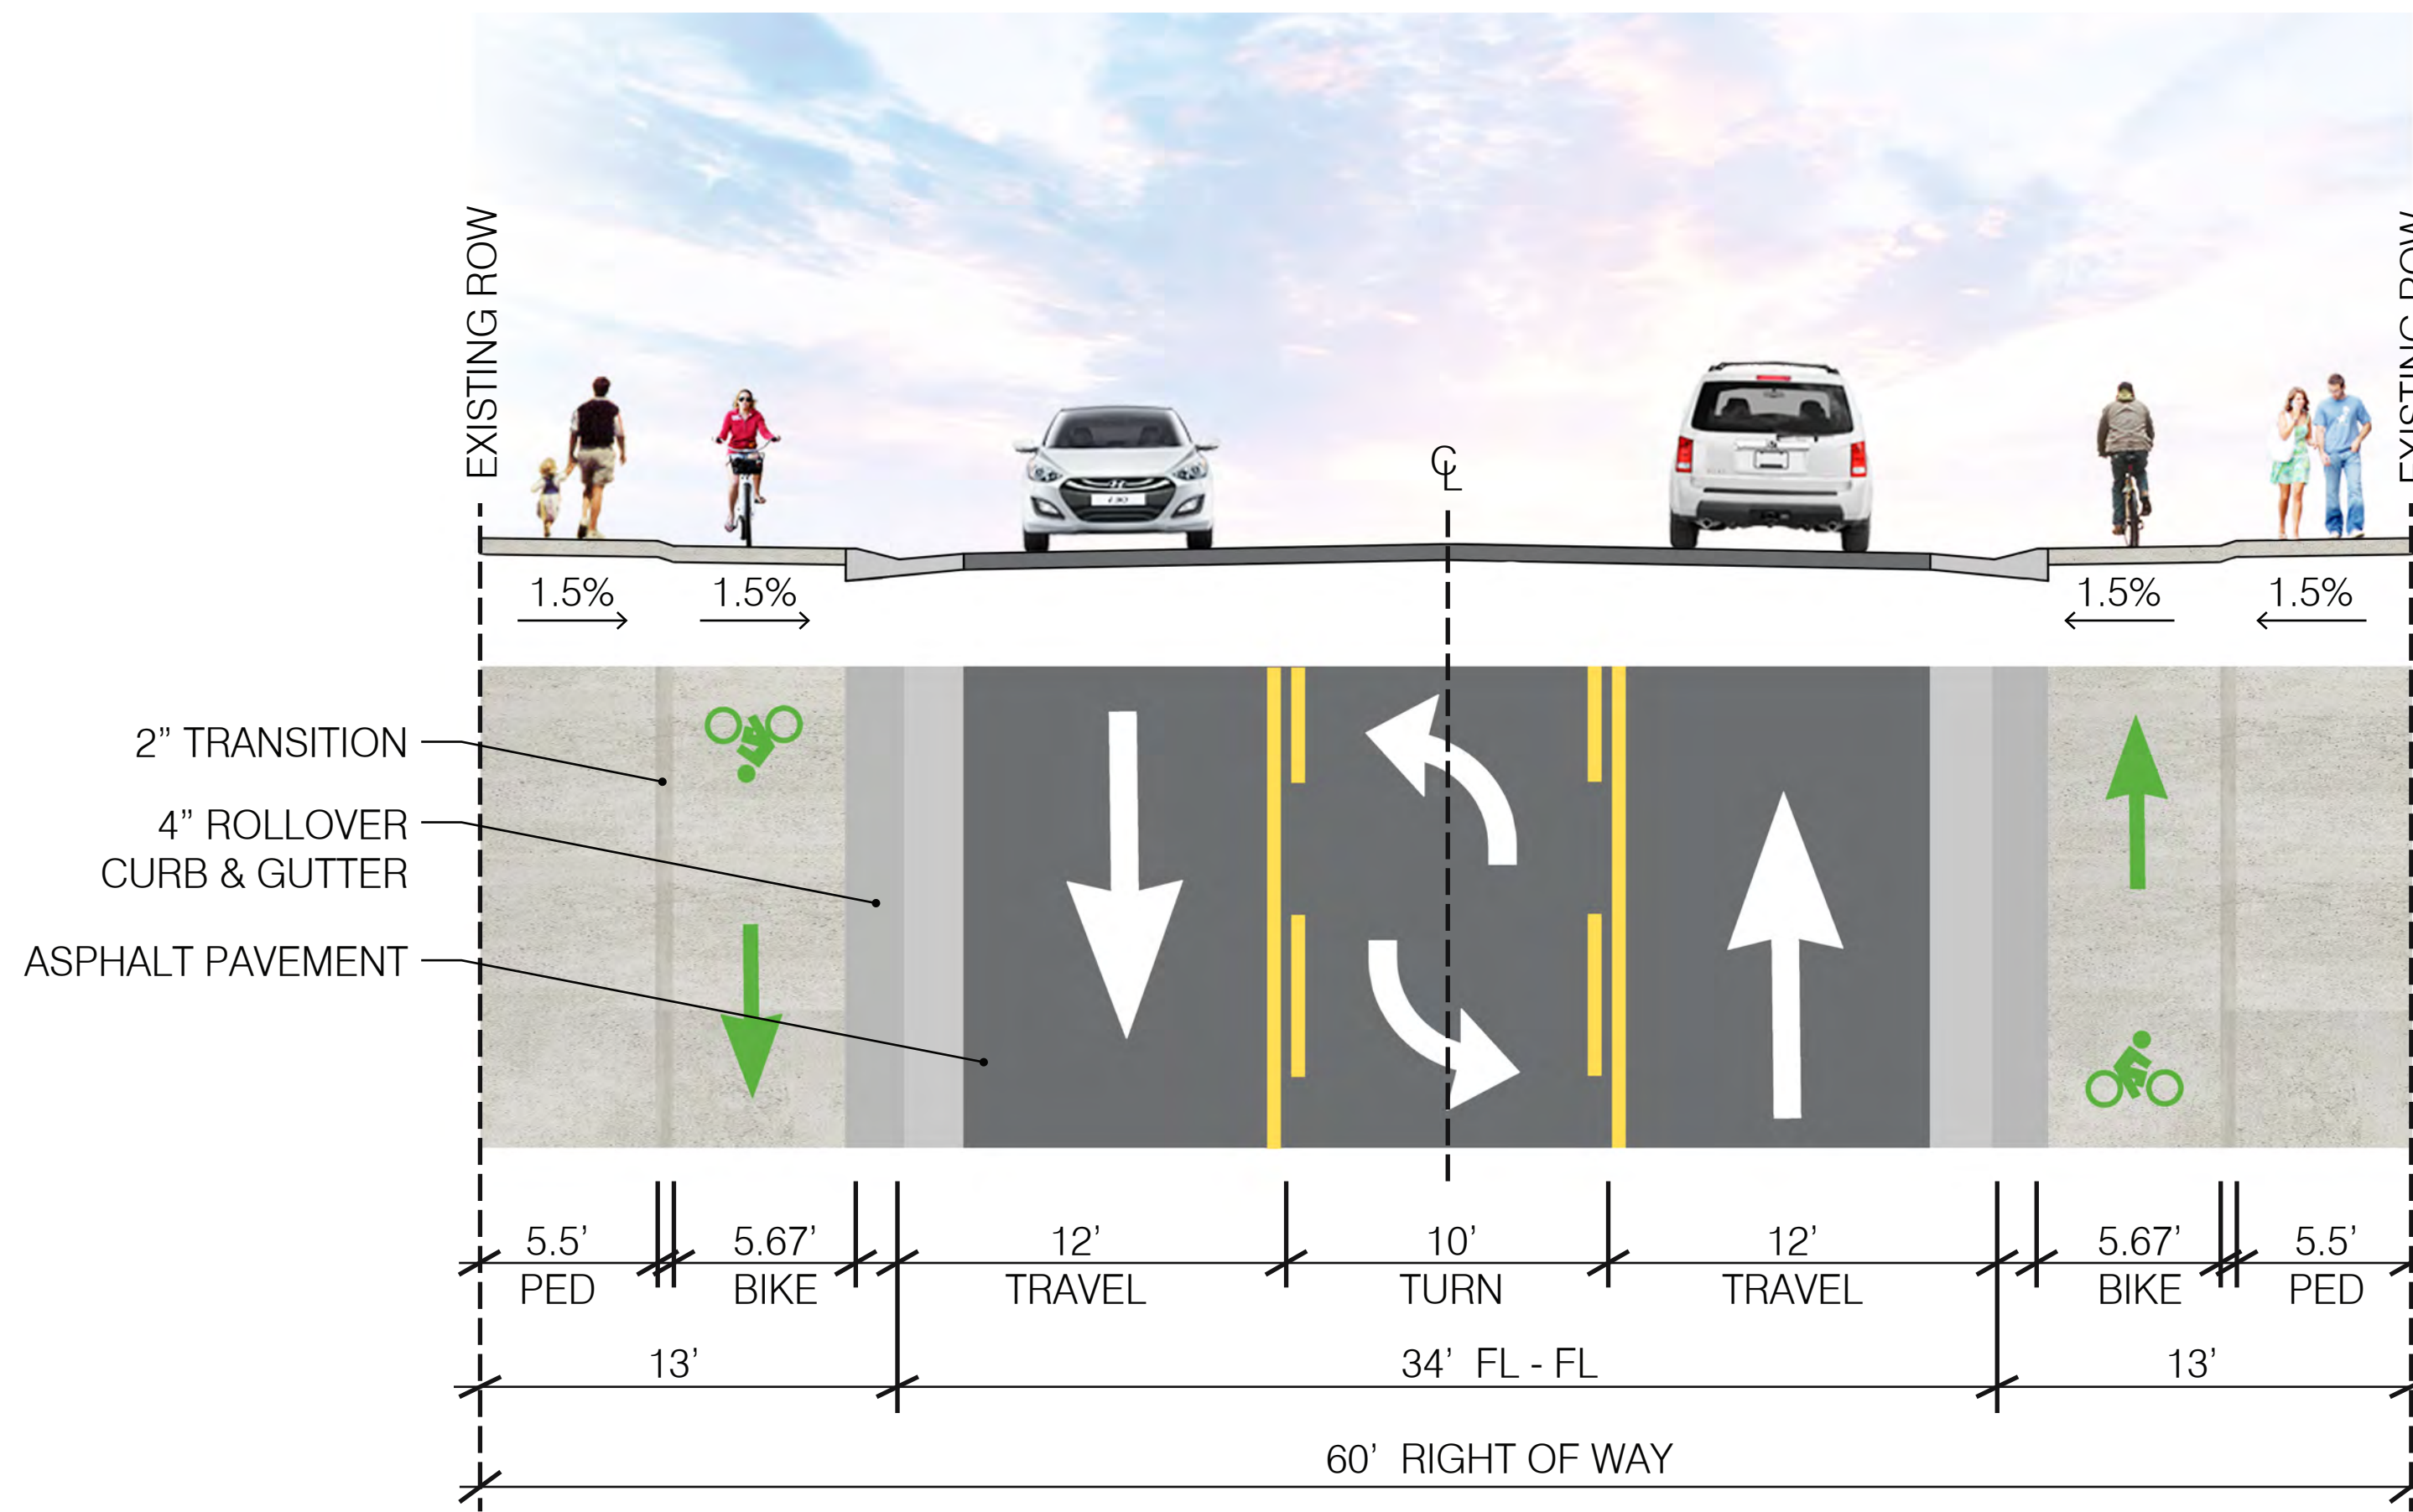 EXISTING ROW
EXISTING ROW
℄
i30
1.5%
1.5%
1.5%
1.5%
2” TRANSITION
4” ROLLOVER
CURB & GUTTER
ASPHALT PAVEMENT
5.5’
5.67’
12’
10’
12’
5.67’
5.5’
PED
BIKE
TRAVEL
TURN
TRAVEL
BIKE
PED
13’
34’ FL - FL
13’
60’ RIGHT OF WAY